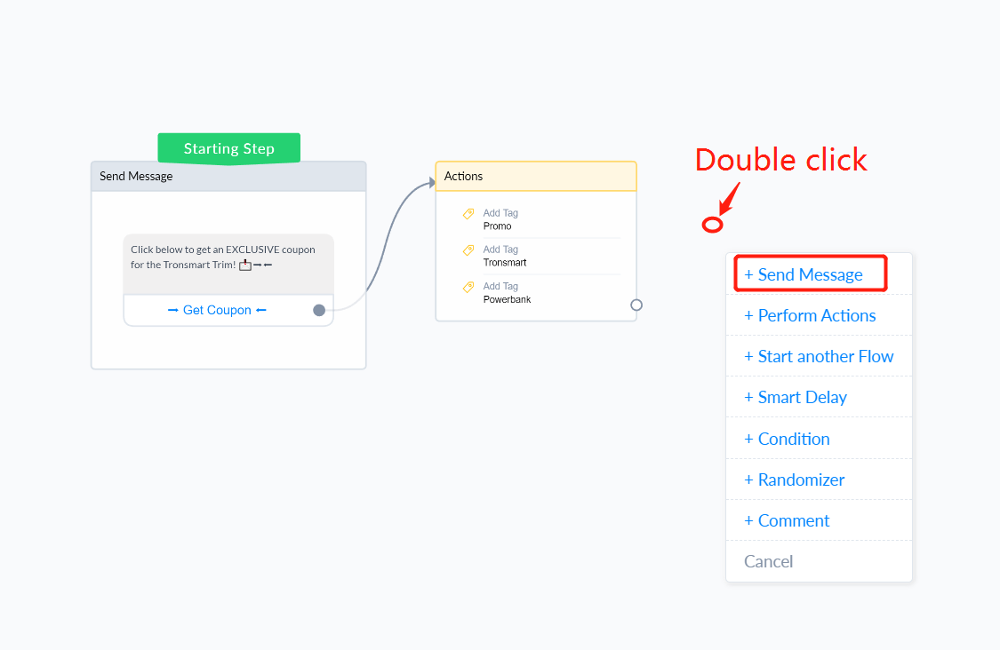 Starting Step
Send Message
Click below to get an EXCLUSIVE coupon
for the Tronsmart Trim! 📩➞⬅
➞ Get Coupon ⬅
Actions
Add Tag
Promo
Add Tag
Tronsmart
Add Tag
Powerbank
Double click
+ Send Message
+ Perform Actions
+ Start another Flow
+ Smart Delay
+ Condition
+ Randomizer
+ Comment
Cancel